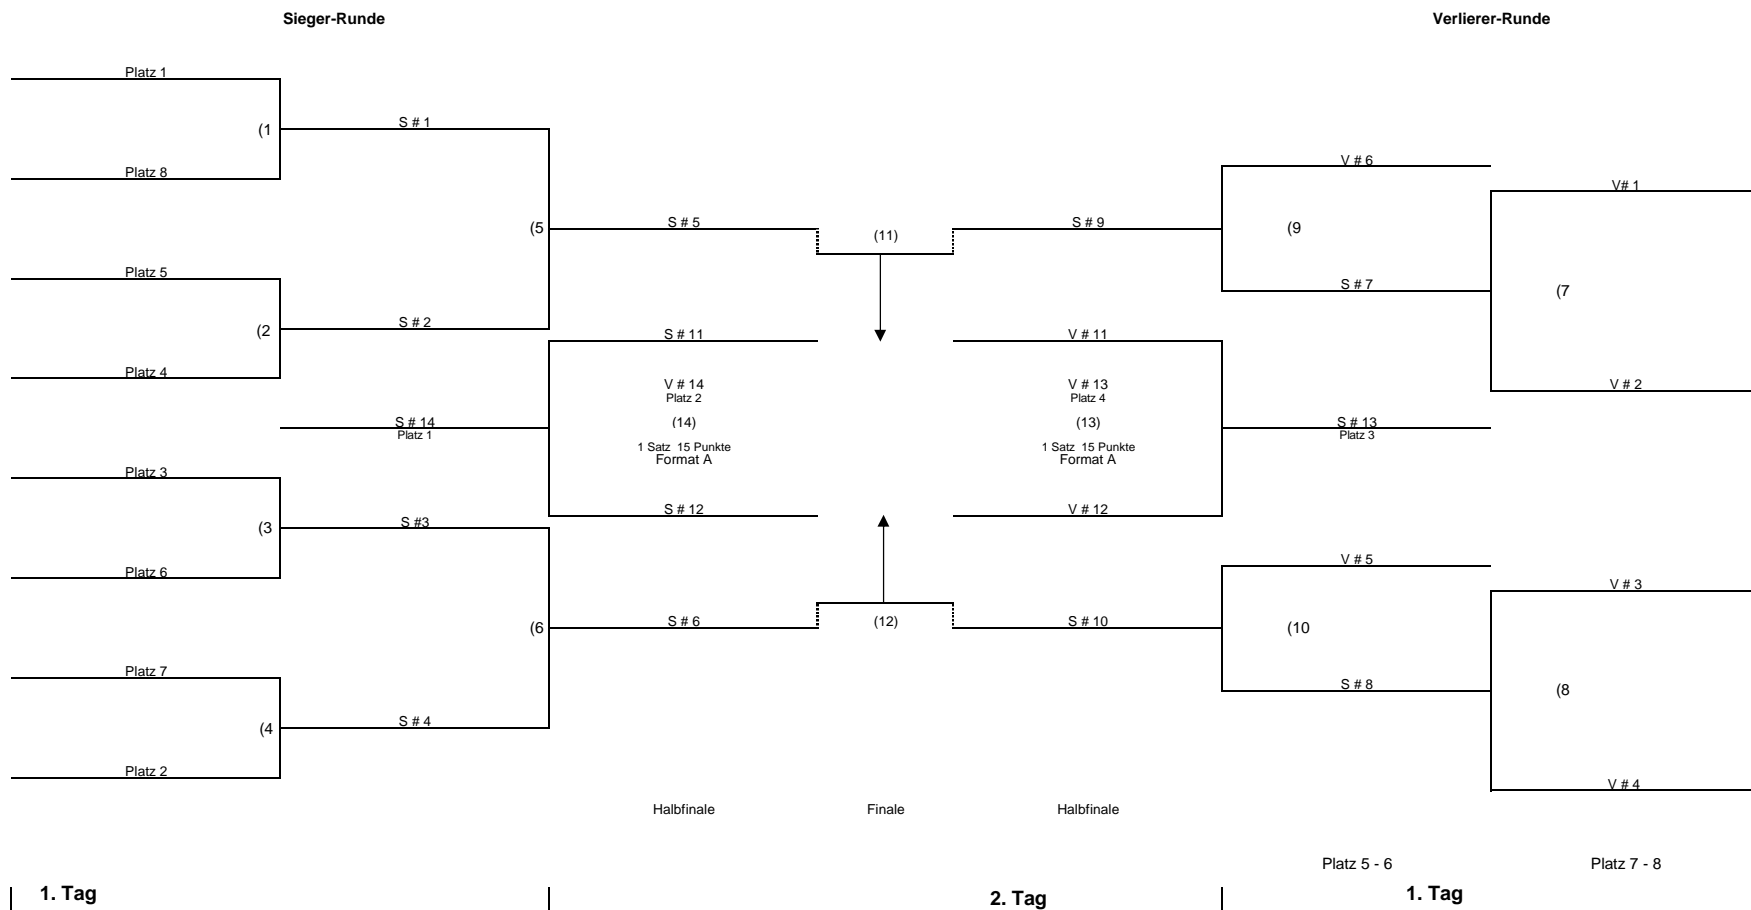 Sieger-Runde
Verlierer-Runde
Platz 1
(1
S # 1
Platz 8
V # 6
V# 1
(5
S # 5
(11)
S # 9
(9
Platz 5
S # 7
(7
(2
S # 2
S # 11
V # 11
Platz 4
V # 14
Platz 2
V # 13
Platz 4
V # 2
S # 14
Platz 1
(14)
(13)
S # 13
Platz 3
1 Satz 15 Punkte
Format A
1 Satz 15 Punkte
Format A
Platz 3
S # 12
V # 12
(3
S #3
Platz 6
V # 5
V # 3
(6
S # 6
(12)
S # 10
(10
Platz 7
S # 8
(8
(4
S # 4
Platz 2
V # 4
Halbfinale
Finale
Halbfinale
Platz 5 - 6
Platz 7 - 8
1. Tag
2. Tag
1. Tag